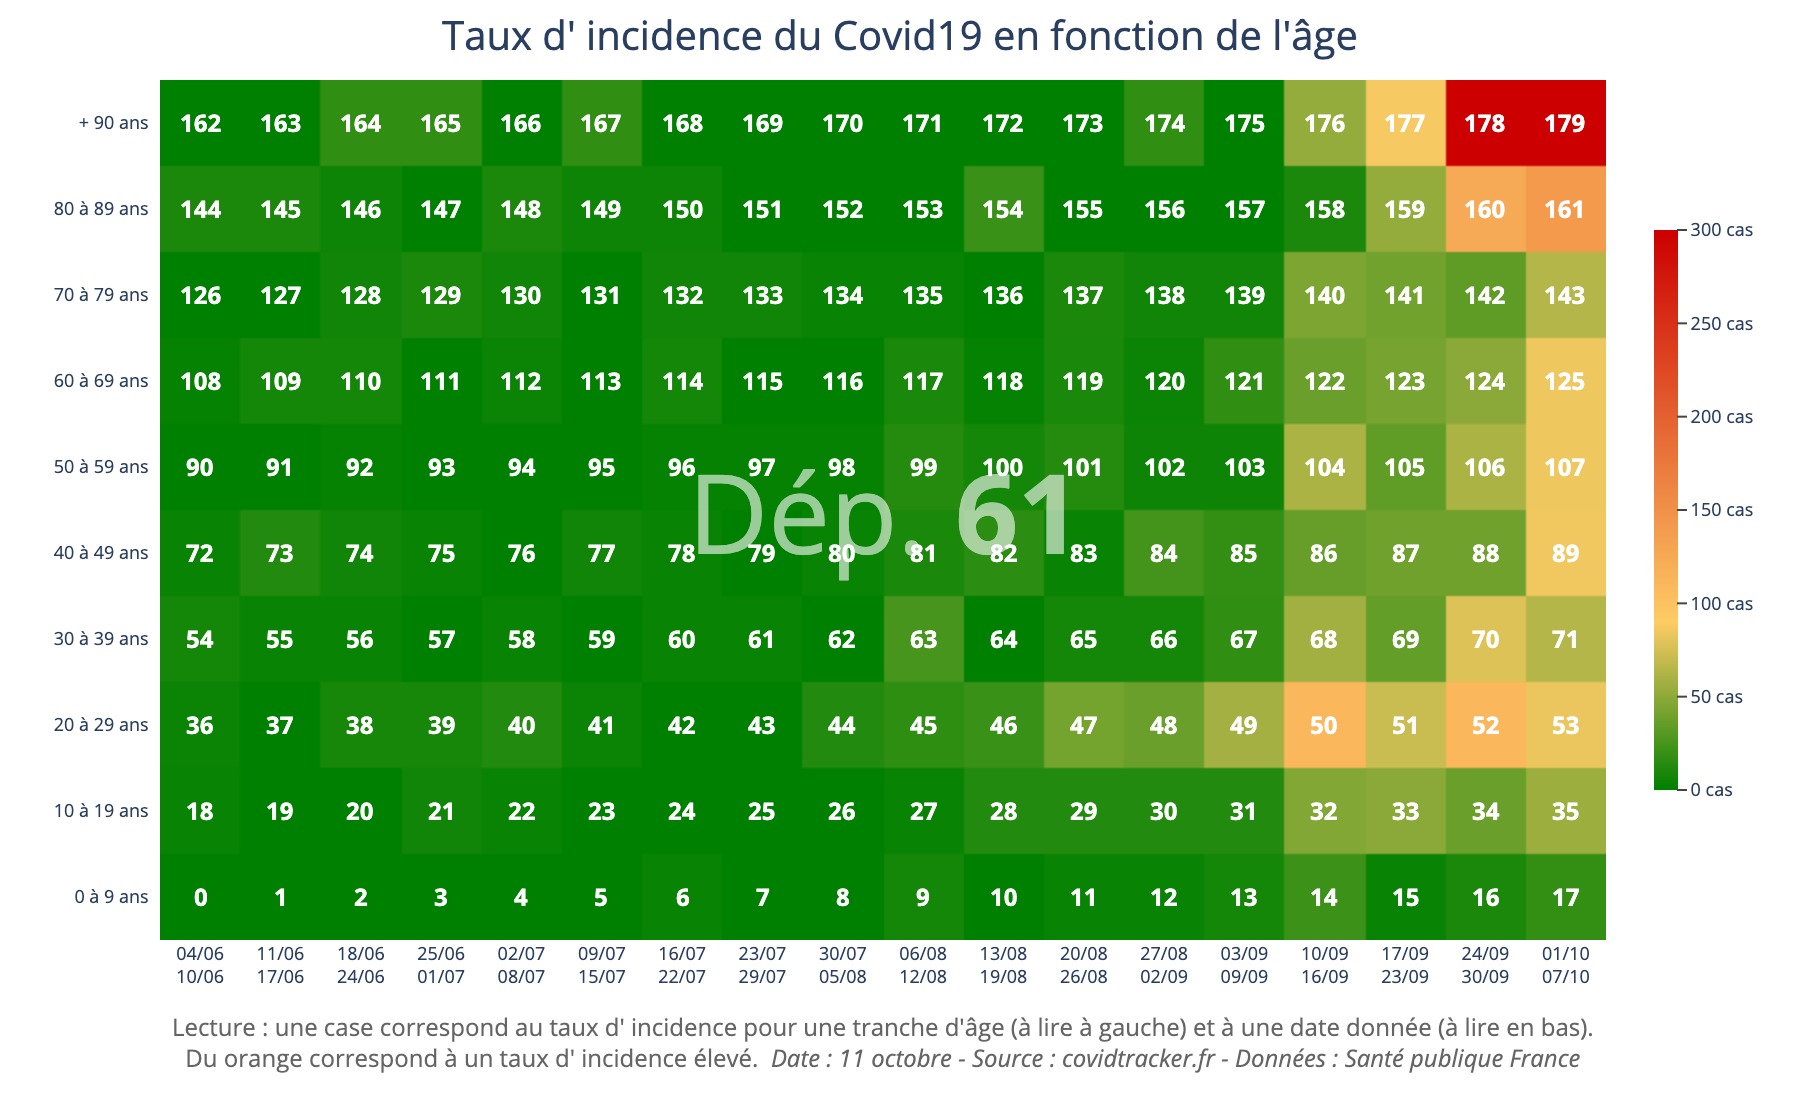 Taux d' incidence du Covid19 en fonction de l'âge
+ 90 ans 162 163 164 165 166 167 168 169 170 171 172 173 174 175 176 177 178 179
80 à 89 ans 144 145 146 147 148 149 150 151 152 153 154 155 156 157 158 159 160 161
300 cas
70 à 79 ans 126 127 128 129 130 131 132 133 134 135 136 137 138 139 140 141 142 143
250 cas
60 à 69 ans 108 109 110 111 112 113 114 115 116 117 118 119 120 121 122 123 124 125
200 cas
50 à 59 ans 90 91 92 93 94 95 96 97 98 99 100 101 102 103 104 105 106 107
Dép. 61
150 cas
40 à 49 ans 72 73 74 75 76 77 78 79 80 81 82 83 84 85 86 87 88 89
100 cas
30 à 39 ans 54 55 56 57 58 59 60 61 62 63 64 65 66 67 68 69 70 71
50 cas
20 à 29 ans 36 37 38 39 40 41 42 43 44 45 46 47 48 49 50 51 52 53
0 cas
10 à 19 ans 18 19 20 21 22 23 24 25 26 27 28 29 30 31 32 33 34 35
0 à 9 ans 0 1 2 3 4 5 6 7 8 9 10 11 12 13 14 15 16 17
04/06 11/06 18/06 25/06 02/07 09/07 16/07 23/07 30/07 06/08 13/08 20/08 27/08 03/09 10/09 17/09 24/09 01/10
10/06 17/06 24/06 01/07 08/07 15/07 22/07 29/07 05/08 12/08 19/08 26/08 02/09 09/09 16/09 23/09 30/09 07/10
Lecture : une case correspond au taux d' incidence pour une tranche d'âge (à lire à gauche) et à une date donnée (à lire en bas).
Du orange correspond à un taux d' incidence élevé. Date : 11 octobre - Source : covidtracker.fr - Données : Santé publique France